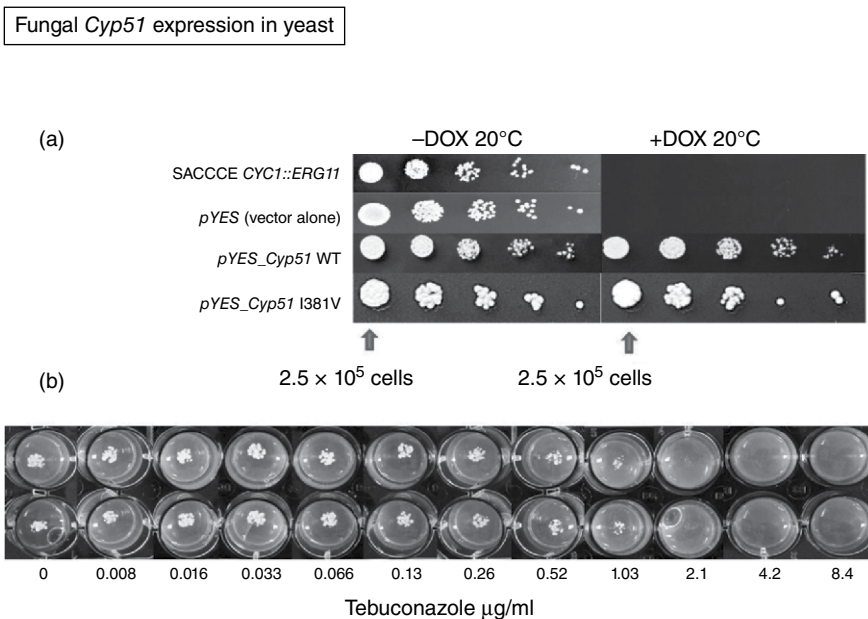 Fungal Cyp51 expression in yeast
(a)
–DOX 20°C
+DOX 20°C
SACCCE CYC1::ERG11
pYES (vector alone)
pYES_Cyp51 WT
pYES_Cyp51 I381V
2.5 × 10⁵ cells
2.5 × 10⁵ cells
(b)
0 0.008 0.016 0.033 0.066 0.13 0.26 0.52 1.03 2.1 4.2 8.4
Tebuconazole μg/ml